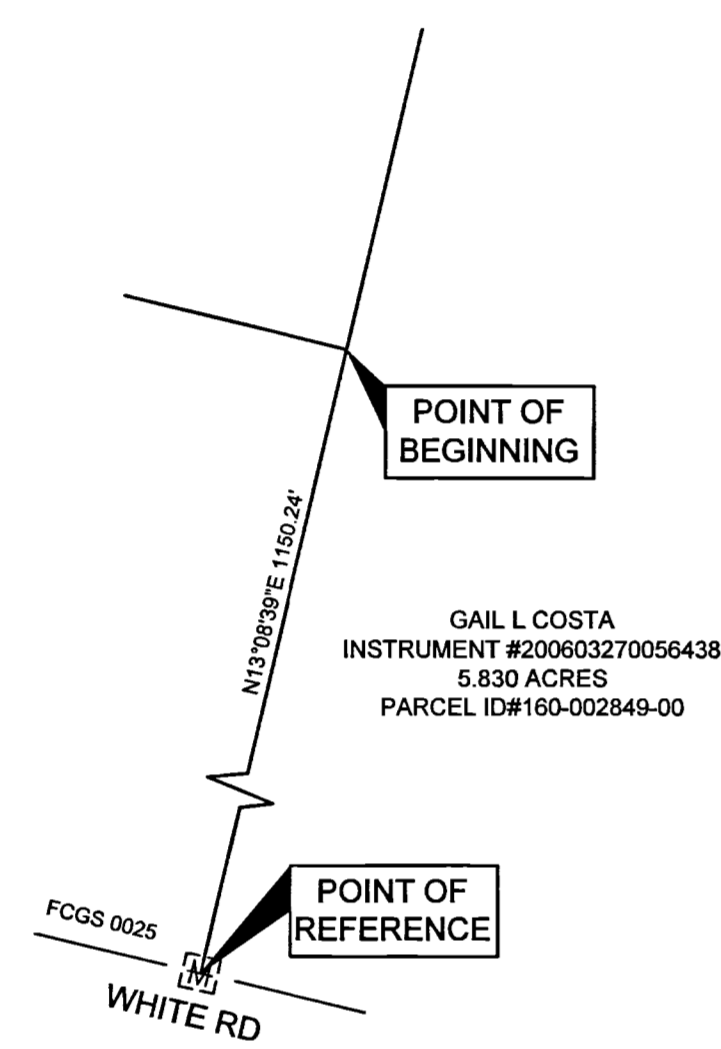 POINT OF
BEGINNING
N13°08'39"E 1150.24'
GAIL L COSTA
INSTRUMENT #200603270056438
5.830 ACRES
PARCEL ID#160-002849-00
POINT OF
REFERENCE
FCGS 0025
M
WHITE RD